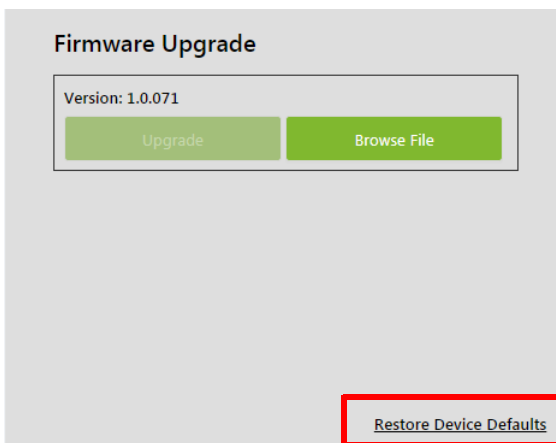 Firmware Upgrade
Version: 1.0.071
Upgrade
Browse File
Restore Device Defaults